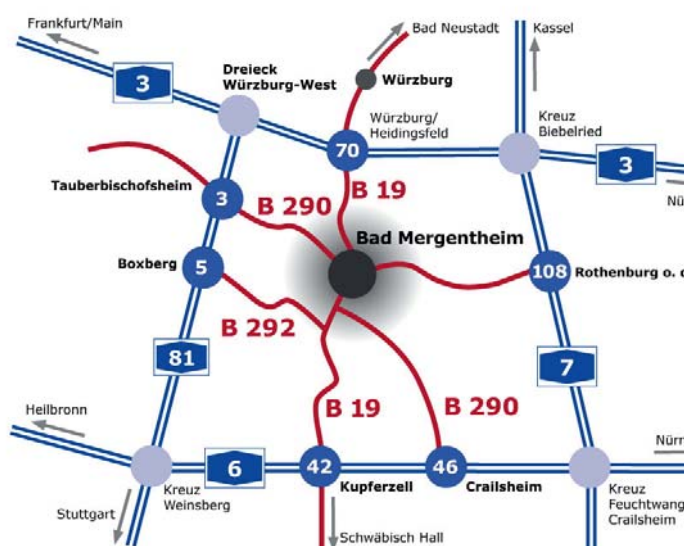 Frankfurt/Main
Bad Neustadt
Kassel
3
Dreieck
Würzburg-West
Würzburg
Würzburg/
Heidingsfeld
Kreuz
Biebelried
70
3
Nü
Tauberbischofsheim
3
B 290
B 19
Bad Mergentheim
Boxberg
5
108
Rothenburg o. d
B 292
81
7
B 19
B 290
Heilbronn
Nürn
6
42
46
Kreuz
Weinsberg
Kupferzell
Crailsheim
Kreuz
Feuchtwang
Crailsheim
Stuttgart
Schwäbisch Hall